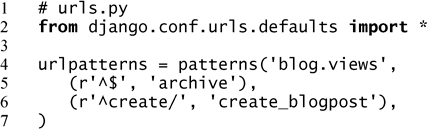 1 # urls.py
2 from django.conf.urls.defaults import *
3
4 urlpatterns = patterns('blog.views',
5     (r'^$', 'archive'),
6     (r'^create/', 'create_blogpost'),
7 )